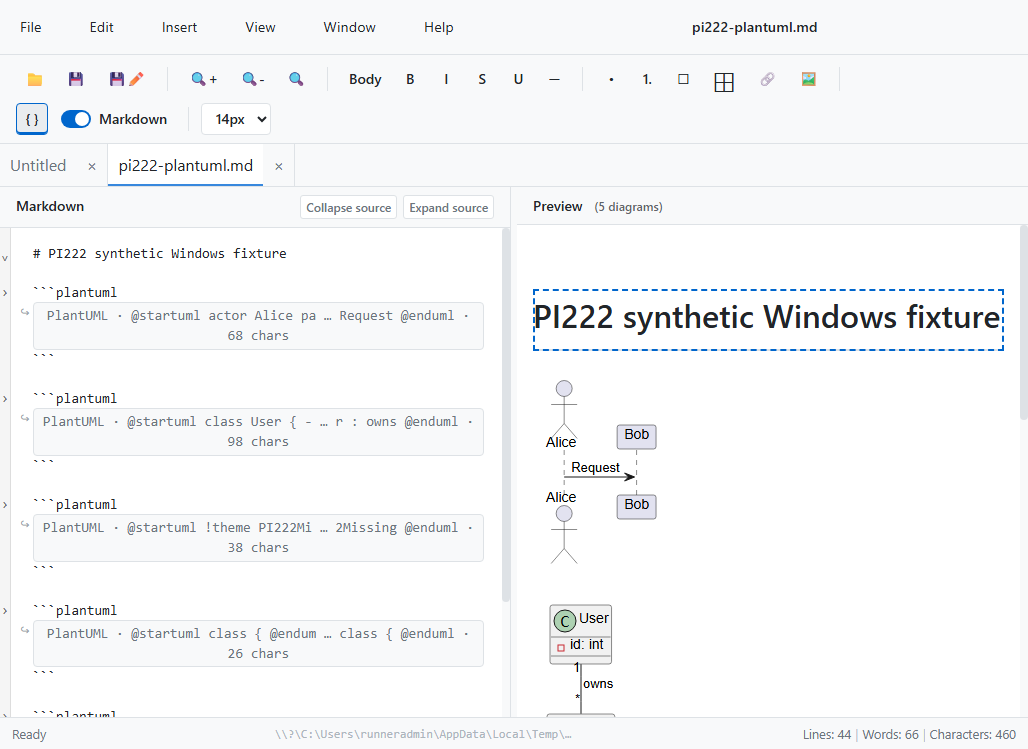 File Edit Insert View Window Help pi222-plantuml.md
+ - Body B I S U — • 1. ☐
{ } Markdown 14px
Untitled × pi222-plantuml.md ×
Markdown Collapse source Expand source
# PI222 synthetic Windows fixture
```plantuml
PlantUML · @startuml actor Alice pa … Request @enduml ·
68 chars
```
```plantuml
PlantUML · @startuml class User { - … r : owns @enduml ·
98 chars
```
```plantuml
PlantUML · @startuml !theme PI222Mi … 2Missing @enduml ·
38 chars
```
```plantuml
PlantUML · @startuml class { @endum … class { @enduml ·
26 chars
```
```plantuml
Preview (5 diagrams)
PI222 synthetic Windows fixture
Alice
Bob
Request
Alice
Bob
C User
id: int
1
owns
*
Ready \\?\C:\Users\runneradmin\AppData\Local\Temp\… Lines: 44 | Words: 66 | Characters: 460